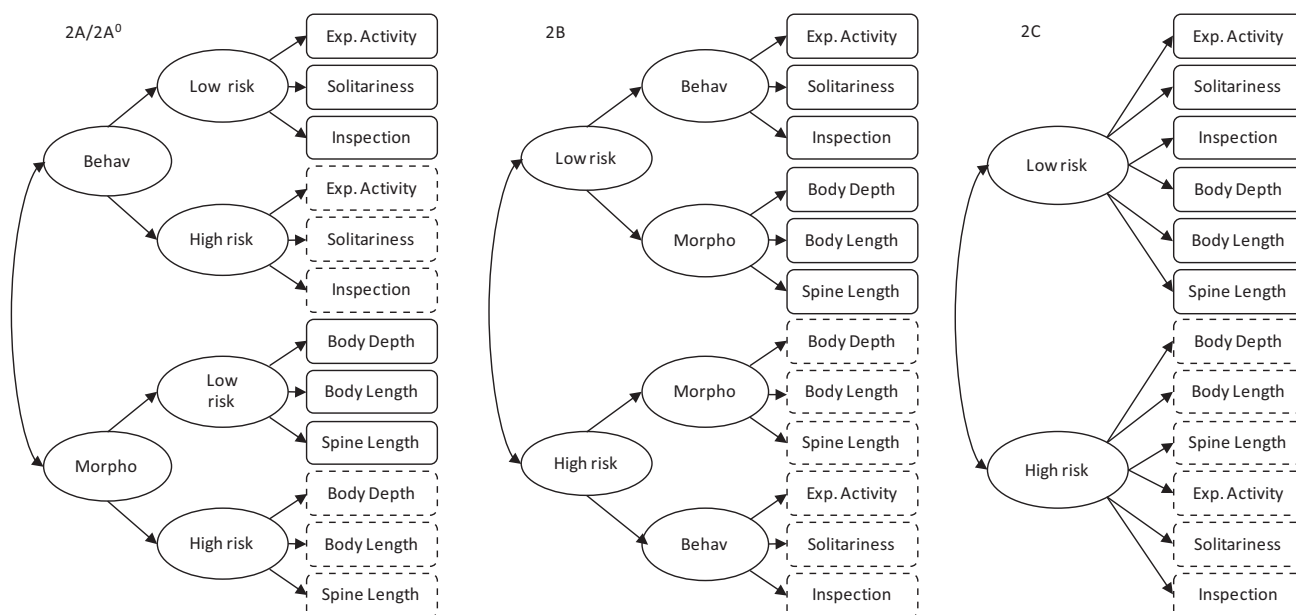 2A/2A⁰
Exp. Activity
Low risk
Solitariness
Inspection
Behav
Exp. Activity
High risk
Solitariness
Inspection
Body Depth
Low
risk
Body Length
Spine Length
Morpho
Body Depth
High risk
Body Length
Spine Length
2B
Exp. Activity
Behav
Solitariness
Inspection
Low risk
Body Depth
Morpho
Body Length
Spine Length
Body Depth
Morpho
Body Length
Spine Length
High risk
Exp. Activity
Behav
Solitariness
Inspection
2C
Exp. Activity
Solitariness
Inspection
Low risk
Body Depth
Body Length
Spine Length
Body Depth
Body Length
Spine Length
High risk
Exp. Activity
Solitariness
Inspection